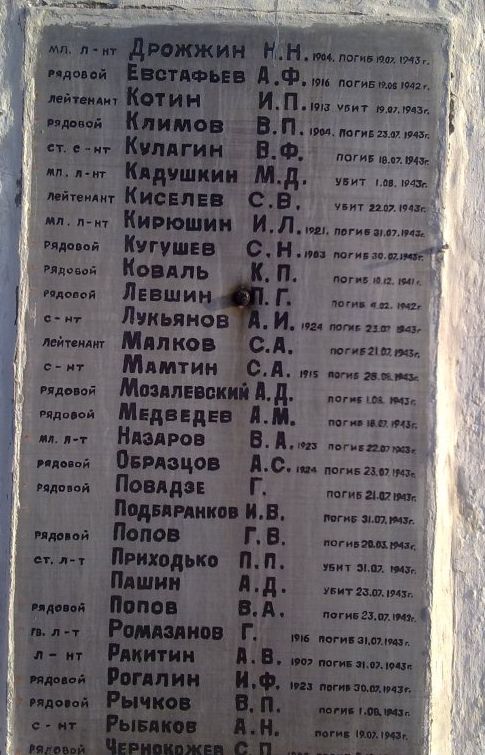 мл. л-нт Дрожжин Н.Н. 1904. погиб 19.07. 1943г.
рядовой Евстафьев А.Ф. 1916 погиб 19.08 1942г.
лейтенант Котин И.П. 1913 убит 19.07. 1943г.
рядовой Климов В.П. 1904. погиб 23.07. 1943г.
ст. с-нт Кулагин В.Ф. погиб 18.07. 1943г.
мл. л-нт Кадушкин М.Д. убит 1.08. 1943г.
лейтенант Киселев С.В. убит 22.07. 1943г.
мл. л-нт Кирюшин И.Л. 1921. погиб 31.07. 1943г.
рядовой Кугушев С.Н. 1903 погиб 30.07. 1943г.
рядовой Коваль К.П. погиб 10.12. 1941г.
рядовой Левшин П.Г. погиб 4.02. 1942г.
с-нт Лукьянов А.И. 1924 погиб 23.07 1943г.
лейтенант Малков С.А. погиб 21.07. 1943г.
с-нт Мамтин С.А. 1915 погиб 1943г.
рядовой Мозалевский А.Д. погиб 1.08. 1943г.
рядовой Медведев А.М. погиб 18.07. 1943г.
мл. л-т Назаров В.А. 1923 погиб 22.07 1943г.
рядовой Образцов А.С. 1924 погиб 23.07. 1943г.
рядовой Повадзе Г. погиб 21.07 1943г.
Подбаранков И.В. погиб 31.07. 1943г.
рядовой Попов Г.В. погиб 20.03. 1943г.
ст. л-т Приходько П.П. убит 31.07. 1943г.
Пашин А.Д. убит 23.07. 1943г.
рядовой Попов В.А. погиб 23.07. 1943г.
гв. л-т Ромазанов Г. 1916 погиб 31.07. 1943г.
л-нт Ракитин А.В. 1907 погиб 31.07. 1943г.
рядовой Рогалин И.Ф. 1923 погиб 30.07. 1943г.
рядовой Рычков В.П. погиб 1.08. 1943г.
с-нт Рыбаков А.Н. погиб 19.07. 1943г.
рядовой Чернокожев С.П.